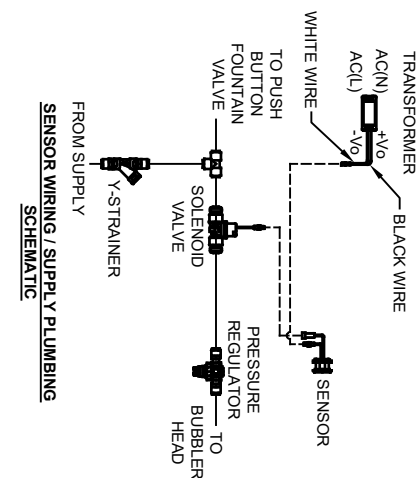 TRANSFORMER
AC(N)
AC(L)
+Vo
-Vo
BLACK WIRE
WHITE WIRE
SENSOR
TO PUSH
BUTTON
FOUNTAIN
VALVE
SOLENOID
VALVE
PRESSURE
REGULATOR
TO
BUBBLER
HEAD
Y-STRAINER
FROM SUPPLY
SENSOR WIRING / SUPPLY PLUMBING
SCHEMATIC